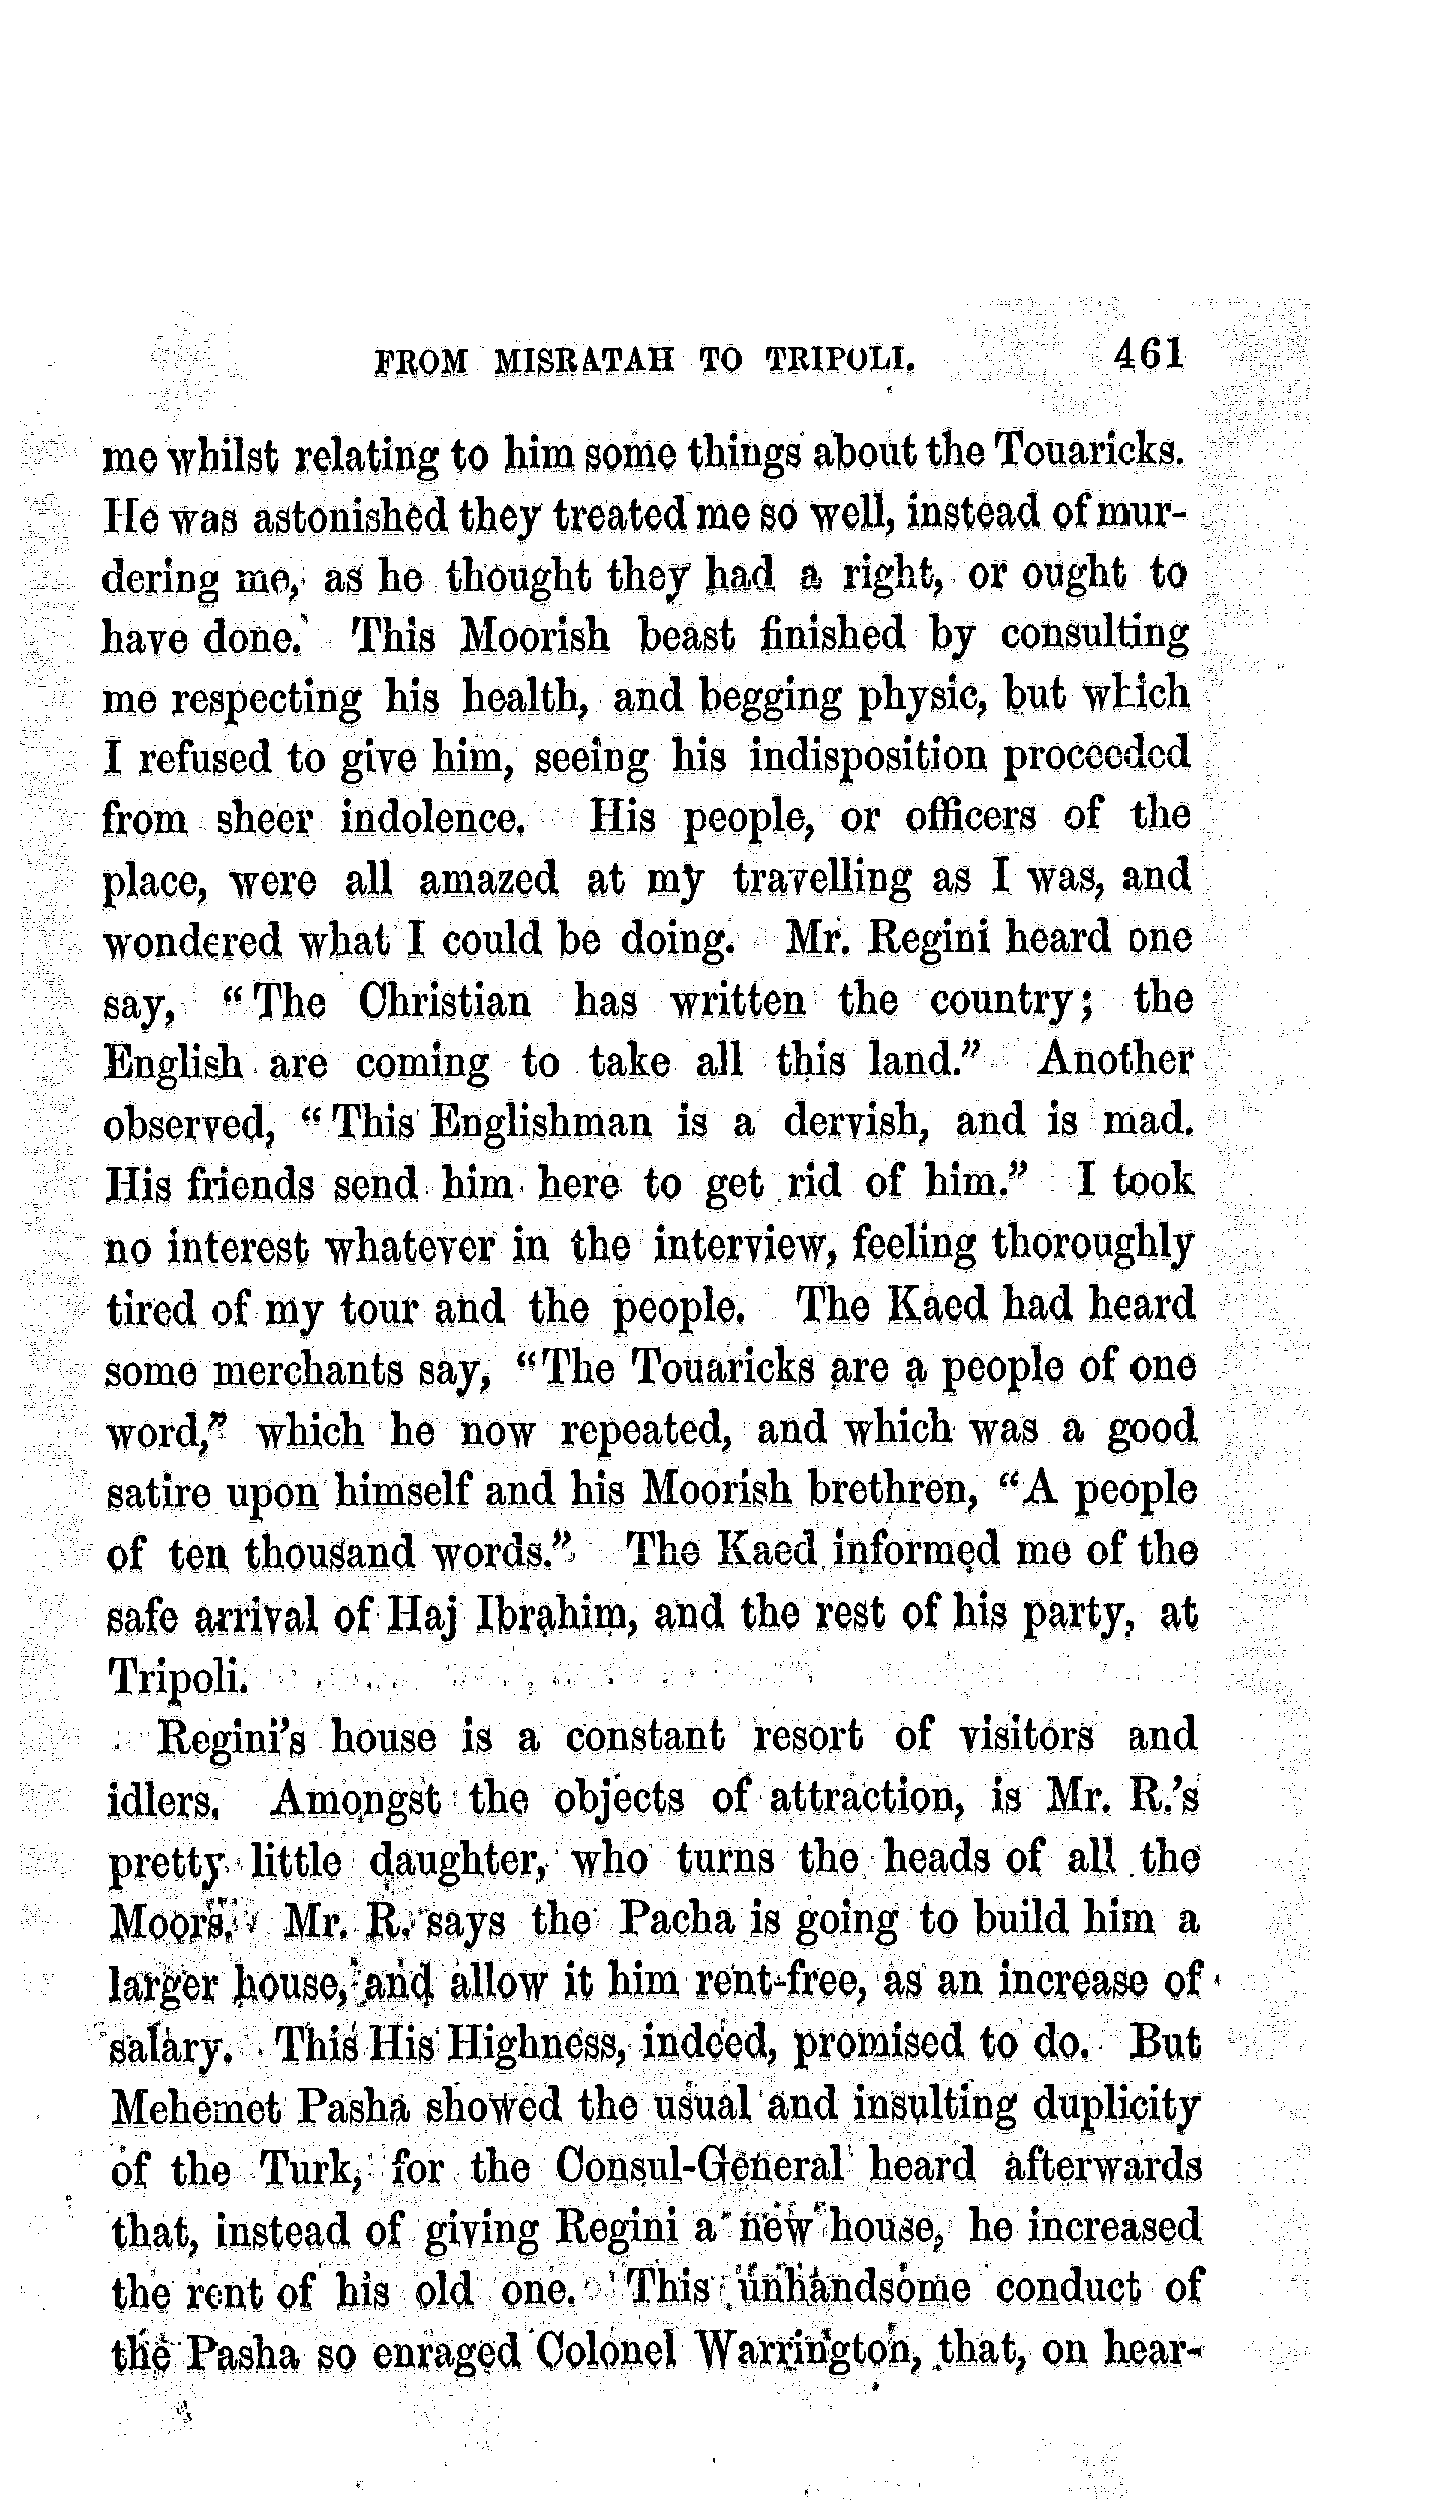 FROM MISRATAH TO TRIPOLI. 461
me whilst relating to him some things about the Touaricks.
He was astonished they treated me so well, instead of mur-
dering me, as he thought they had a right, or ought to
have done. This Moorish beast finished by consulting
me respecting his health, and begging physic, but which
I refused to give him, seeing his indisposition proceeded
from sheer indolence. His people, or officers of the
place, were all amazed at my travelling as I was, and
wondered what I could be doing. Mr. Regini heard one
say, "The Christian has written the country; the
English are coming to take all this land." Another
observed, "This Englishman is a dervish, and is mad.
His friends send him here to get rid of him." I took
no interest whatever in the interview, feeling thoroughly
tired of my tour and the people. The Kaed had heard
some merchants say, "The Touaricks are a people of one
word," which he now repeated, and which was a good
satire upon himself and his Moorish brethren, "A people
of ten thousand words." The Kaed informed me of the
safe arrival of Haj Ibrahim, and the rest of his party, at
Tripoli.
Regini's house is a constant resort of visitors and
idlers. Amongst the objects of attraction, is Mr. R.'s
pretty little daughter, who turns the heads of all the
Moors. Mr. R. says the Pacha is going to build him a
larger house, and allow it him rent-free, as an increase of
salary. This His Highness, indeed, promised to do. But
Mehemet Pasha showed the usual and insulting duplicity
of the Turk, for the Consul-General heard afterwards
that, instead of giving Regini a new house, he increased
the rent of his old one. This unhandsome conduct of
the Pasha so enraged Colonel Warrington, that, on hear-